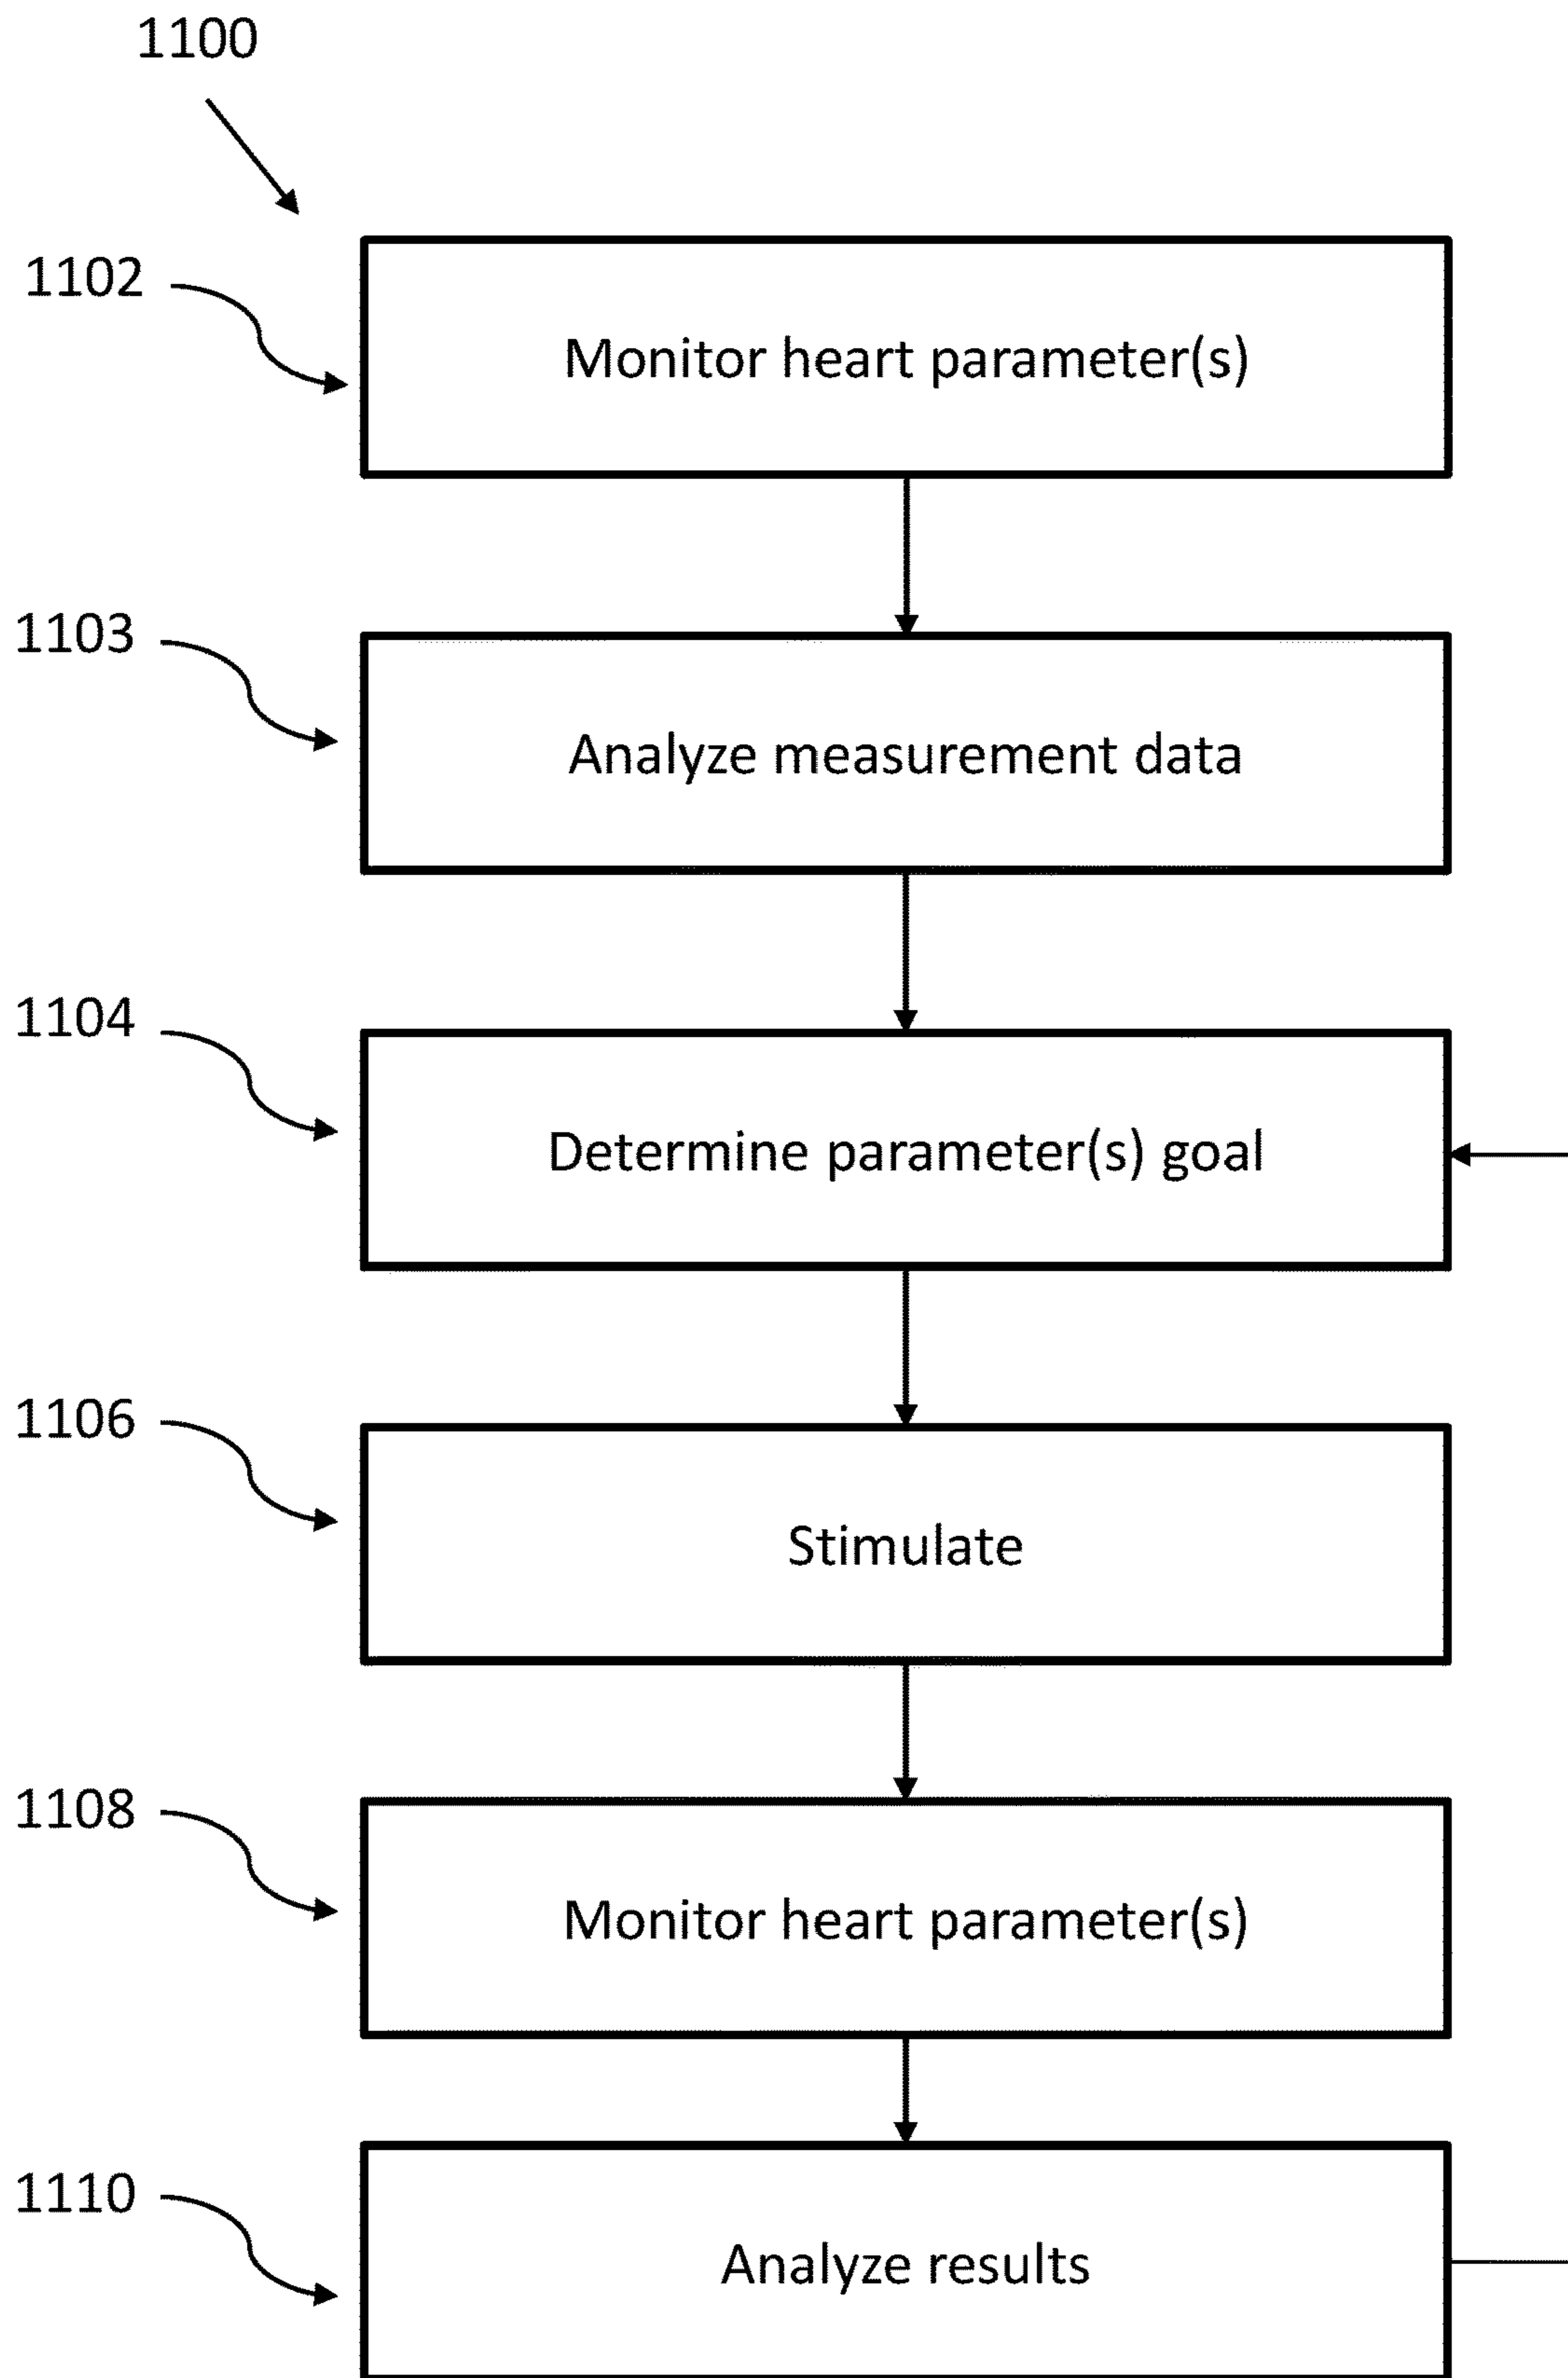 1100
1102
Monitor heart parameter(s)
1103
Analyze measurement data
1104
Determine parameter(s) goal
1106
Stimulate
1108
Monitor heart parameter(s)
1110
Analyze results